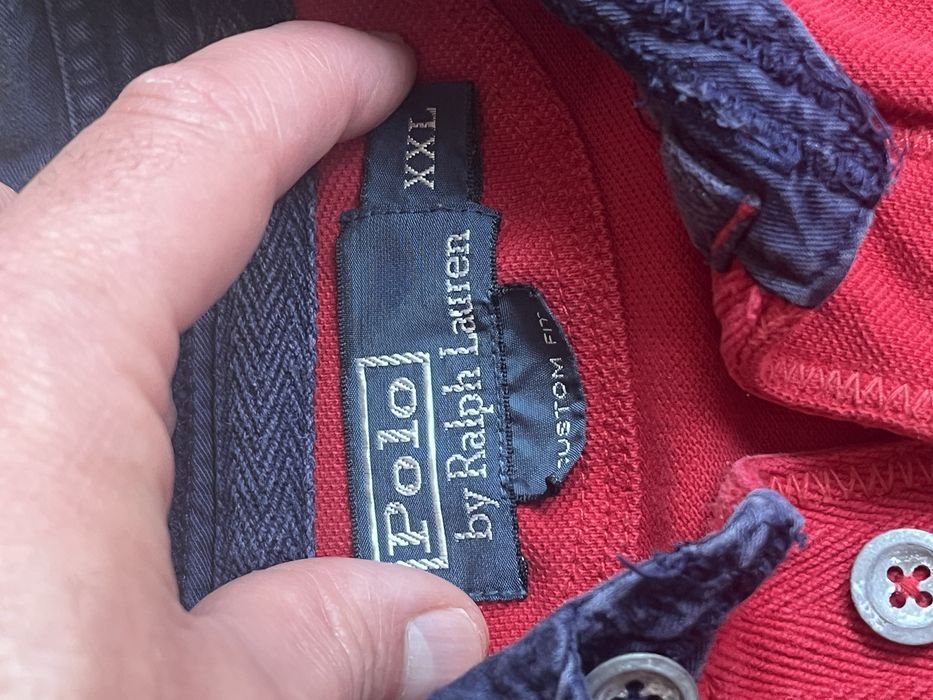 XXL
Polo
by Ralph Lauren
CUSTOM FIT